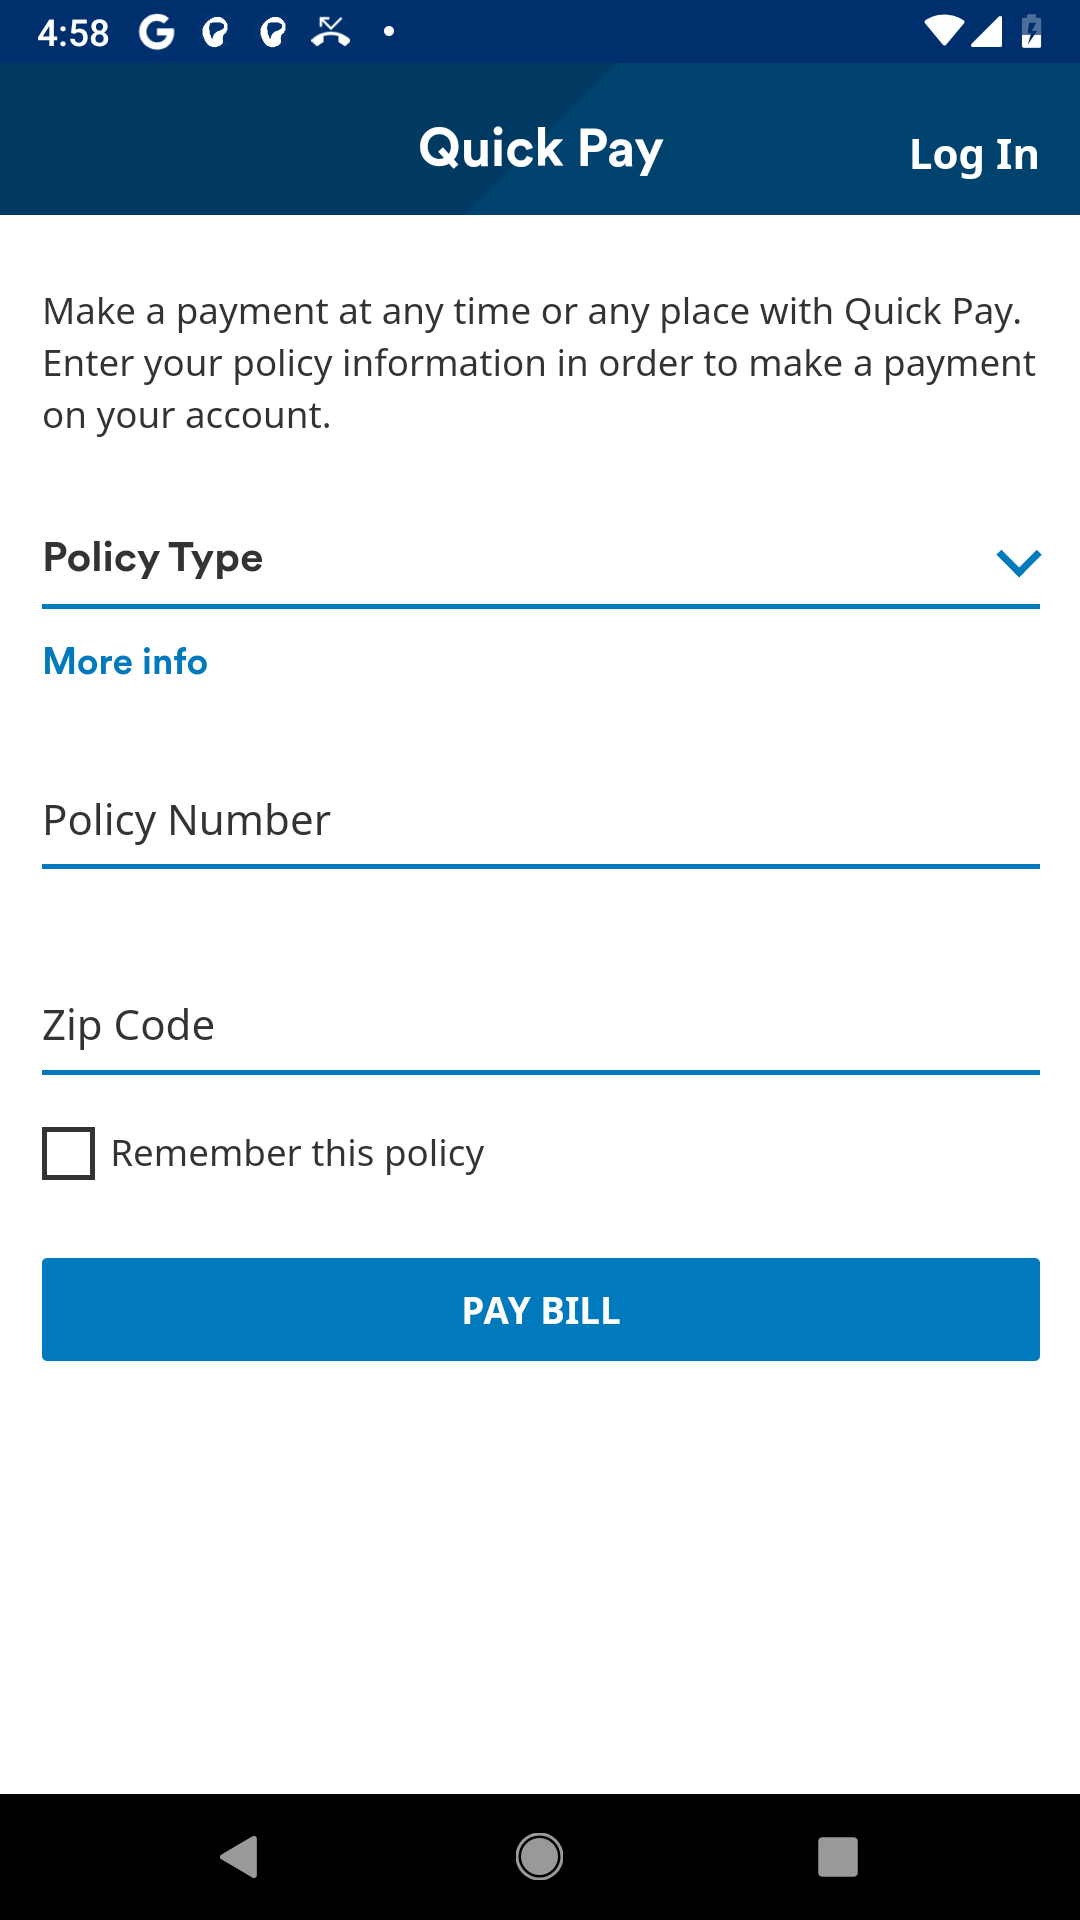 4:58
Quick Pay
Log In
Make a payment at any time or any place with Quick Pay.
Enter your policy information in order to make a payment
on your account.
Policy Type
More info
Policy Number
Zip Code
Remember this policy
PAY BILL